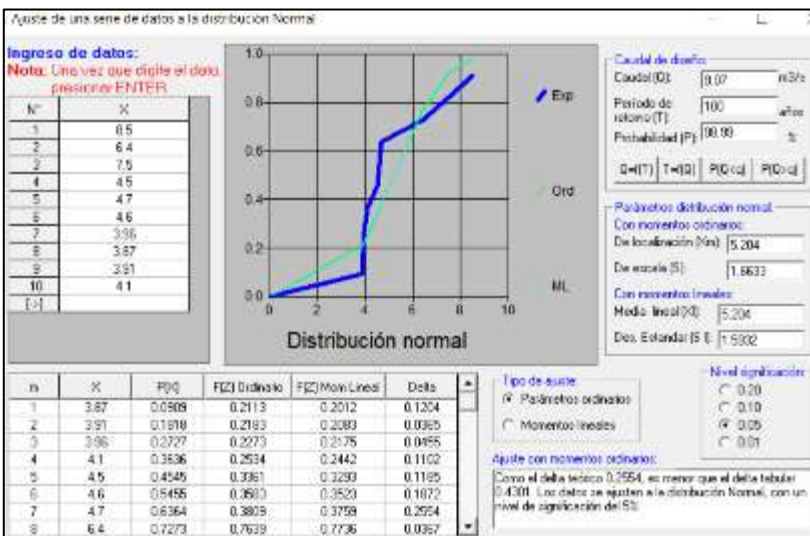 Ajuste de una serie de datos a la distribución Normal
Ingreso de datos:
Nota: Una vez que digite el dato,
presionar ENTER
N° X
1 8.5
2 6.4
3 7.5
4 4.5
5 4.7
6 4.6
7 3.96
8 3.87
9 3.91
10 4.1
[->]
1.0
0.8
0.6
0.4
0.2
0.0
0 2 4 6 8 10
Exp
Ord
ML
Distribución normal
Caudal de diseño:
Caudal (Q): 9.07 m3/s
Período de
retorno (T): 100 años
Probabilidad (P): 98.99 %
Q=f(T) T=f(Q) P(Q<q) P(Q>q)
Parámetros distribución normal:
Con momentos ordinarios:
De localización (Xm): 5.204
De escala (S): 1.6633
Con momentos lineales:
Media lineal (Xl): 5.204
Des. Estandar (S l): 1.5932
m X P(X) F(Z) Ordinario F(Z) Mom Lineal Delta
1 3.87 0.0909 0.2113 0.2012 0.1204
2 3.91 0.1818 0.2183 0.2083 0.0365
3 3.96 0.2727 0.2273 0.2175 0.0455
4 4.1 0.3636 0.2534 0.2442 0.1102
5 4.5 0.4545 0.3361 0.3293 0.1185
6 4.6 0.5455 0.3583 0.3523 0.1872
7 4.7 0.6364 0.3809 0.3759 0.2554
8 6.4 0.7273 0.7639 0.7736 0.0367
Tipo de ajuste:
Parámetros ordinarios
Momentos lineales
Nivel significación:
0.20
0.10
0.05
0.01
Ajuste con momentos ordinarios:
Como el delta teórico 0.2554, es menor que el delta tabular
0.4301. Los datos se ajustan a la distribución Normal, con un
nivel de significación del 5%